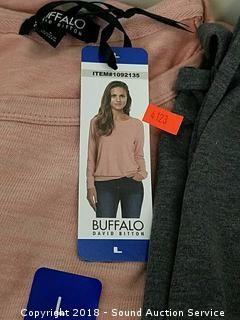 BUFFALO
DAVID BITTON
ITEM#1092135
4123
BUFFALO
DAVID BITTON
L
L
Copyright 2018 - Sound Auction Service